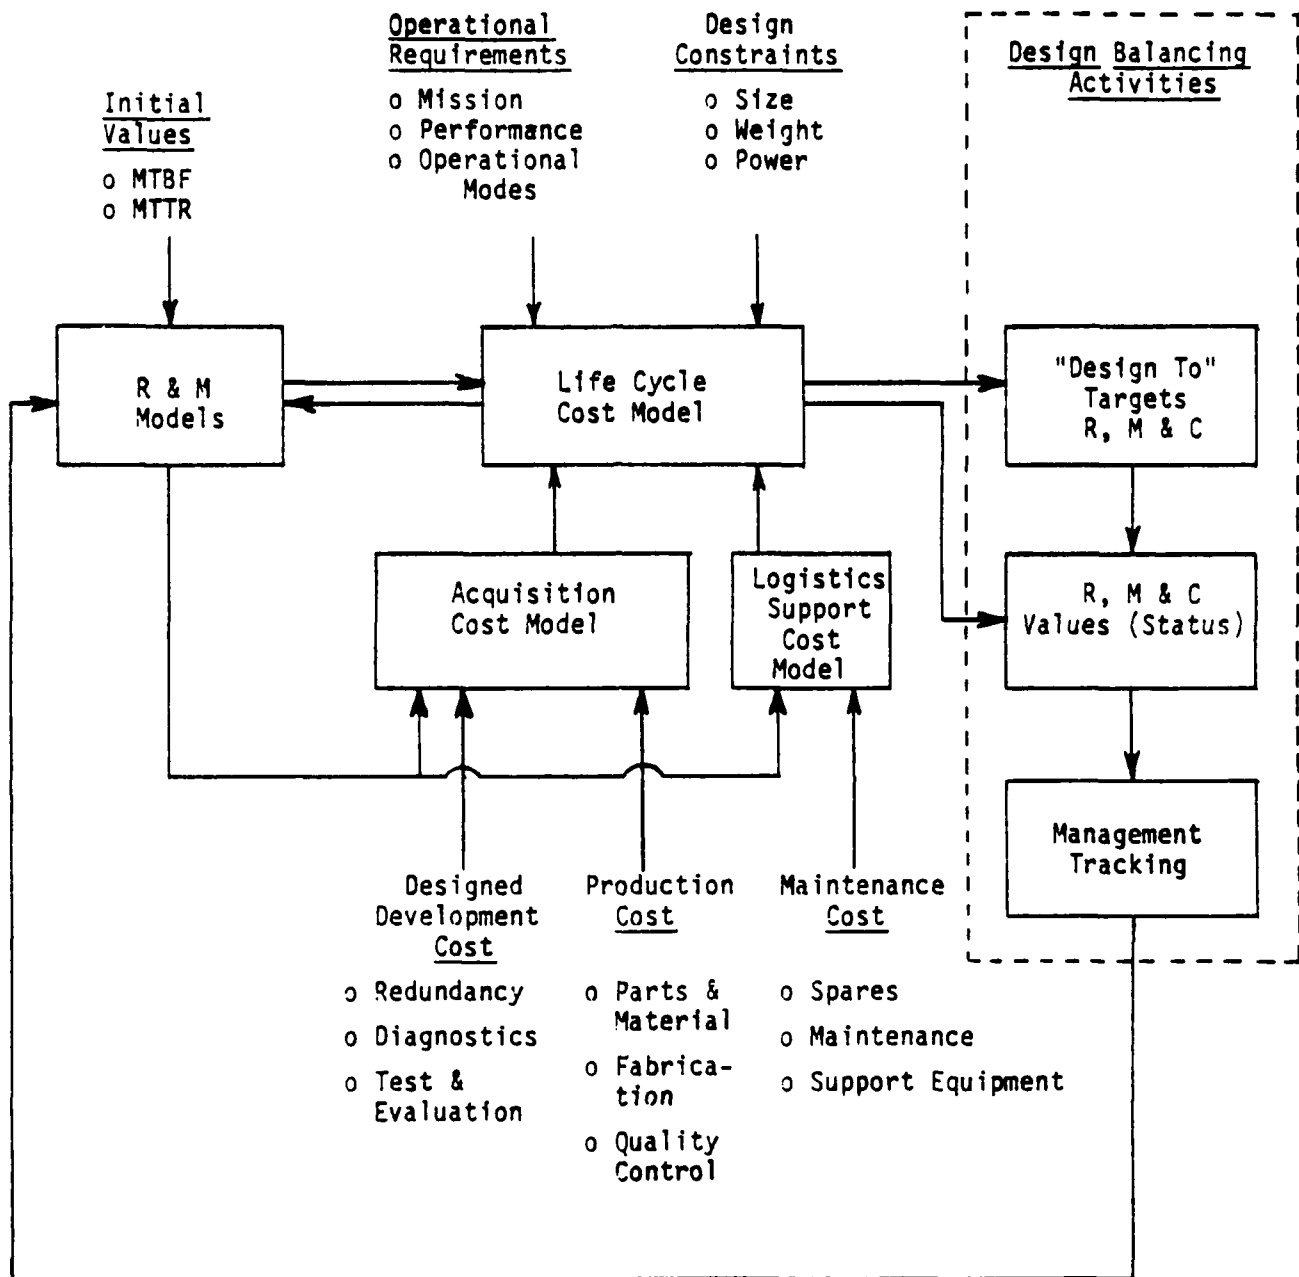 Operational
Requirements
o Mission
o Performance
o Operational
Modes
Design
Constraints
o Size
o Weight
o Power
Design Balancing
Activities
Initial
Values
o MTBF
o MTTR
R & M
Models
Life Cycle
Cost Model
"Design To"
Targets
R, M & C
Acquisition
Cost Model
Logistics
Support
Cost
Model
R, M & C
Values (Status)
Management
Tracking
Designed
Development
Cost
o Redundancy
o Diagnostics
o Test &
Evaluation
Production
Cost
o Parts &
Material
o Fabrica-
tion
o Quality
Control
Maintenance
Cost
o Spares
o Maintenance
o Support Equipment